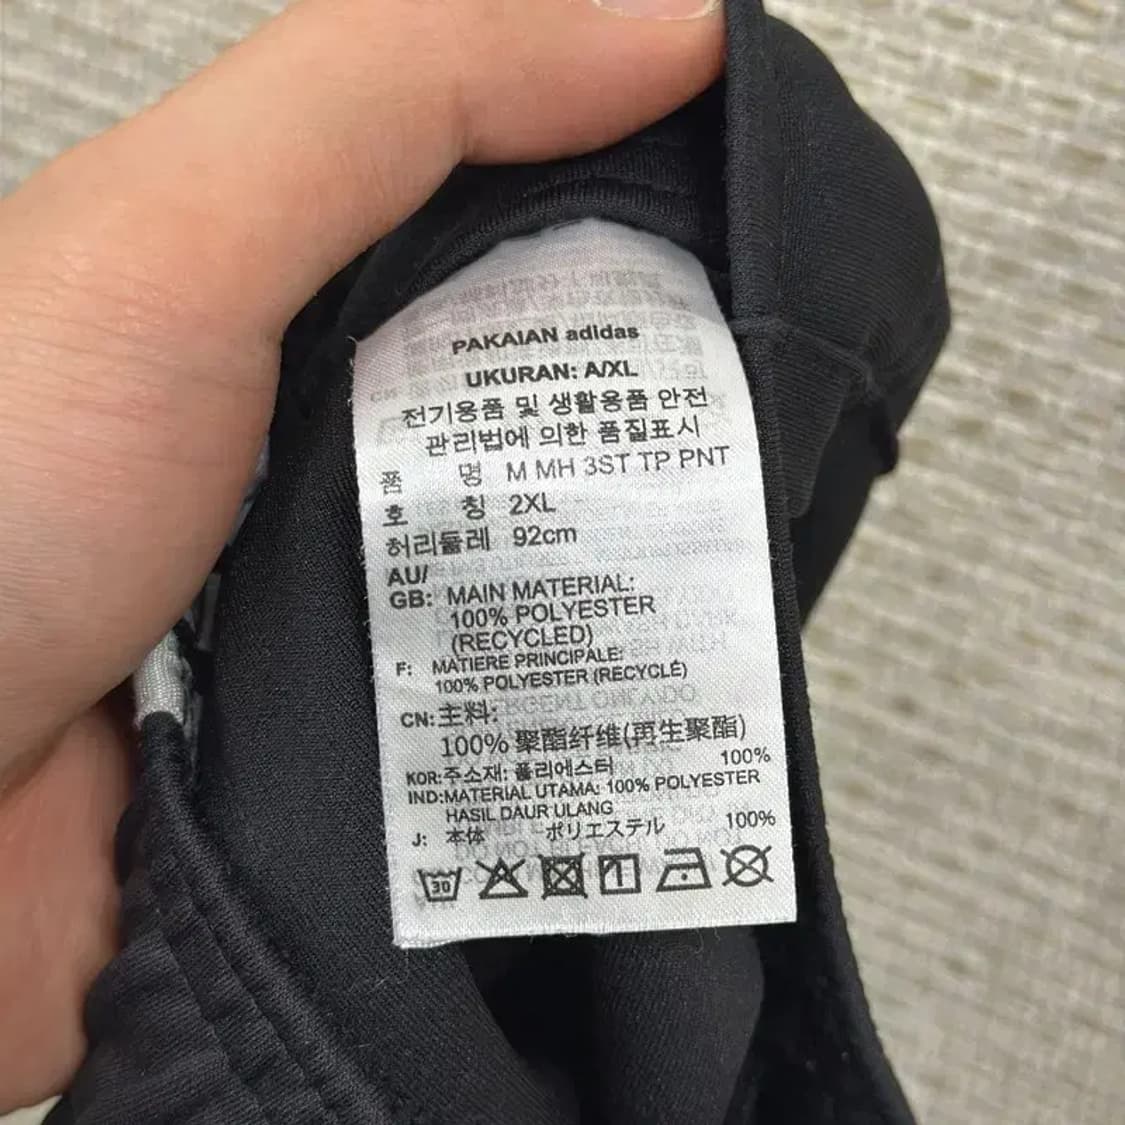 PAKAIAN adidas
UKURAN: A/XL
전기용품 및 생활용품 안전
관리법에 의한 품질표시
품 명 M MH 3ST TP PNT
호 칭 2XL
허리둘레 92cm
AU/
GB: MAIN MATERIAL:
100% POLYESTER
(RECYCLED)
F: MATIERE PRINCIPALE:
100% POLYESTER (RECYCLÉ)
CN: 主料:
100% 聚酯纤维(再生聚酯)
KOR: 주소재: 폴리에스터 100%
IND: MATERIAL UTAMA: 100% POLYESTER
HASIL DAUR ULANG
J: 本体 ポリエステル 100%
30